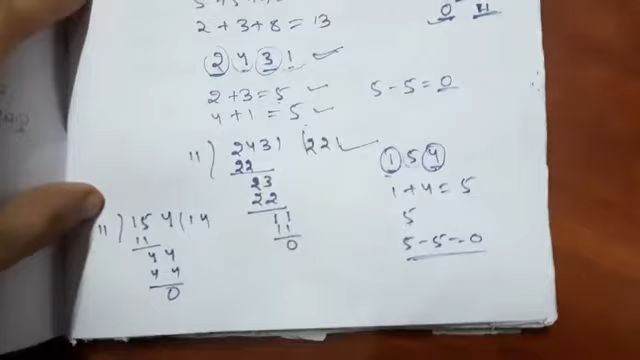 2 + 3 + 8 = 13
0 11
2 4 3 1 ✓
2 + 3 = 5 ✓
4 + 1 = 5 ✓
5 - 5 = 0
11 ) 2431 ( 221 ✓
22
23
22
11
11
0
1 5 4
1 + 4 = 5
5
5 - 5 = 0
11 ) 154 ( 14
11
44
44
0